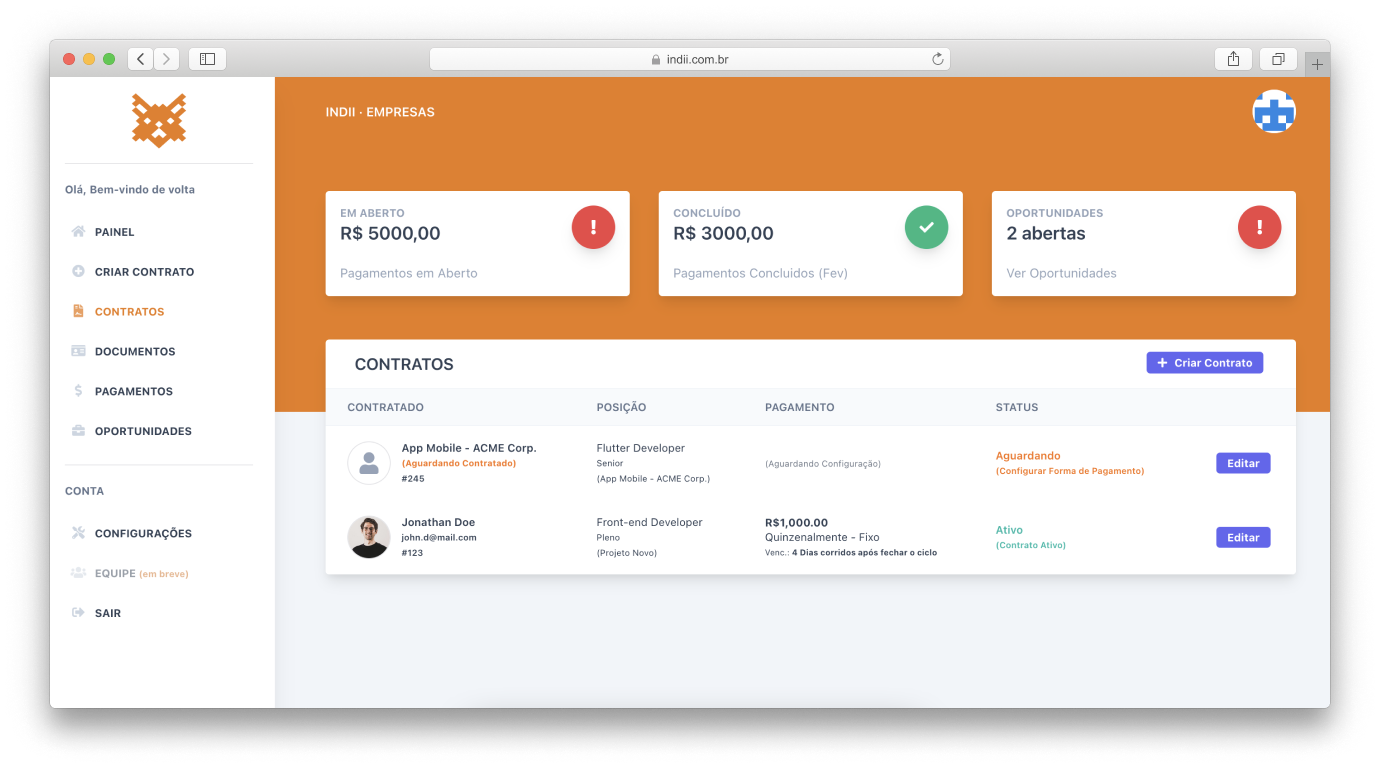 indii.com.br
INDII · EMPRESAS
Olá, Bem-vindo de volta
PAINEL
CRIAR CONTRATO
CONTRATOS
DOCUMENTOS
$ PAGAMENTOS
OPORTUNIDADES
CONTA
CONFIGURAÇÕES
EQUIPE (em breve)
SAIR
EM ABERTO
R$ 5000,00
!
Pagamentos em Aberto
CONCLUÍDO
R$ 3000,00
Pagamentos Concluidos (Fev)
OPORTUNIDADES
2 abertas
!
Ver Oportunidades
CONTRATOS
+ Criar Contrato
CONTRATADO POSIÇÃO PAGAMENTO STATUS
App Mobile - ACME Corp.
(Aguardando Contratado)
#245
Flutter Developer
Senior
(App Mobile - ACME Corp.)
(Aguardando Configuração)
Aguardando
(Configurar Forma de Pagamento)
Editar
Jonathan Doe
john.d@mail.com
#123
Front-end Developer
Pleno
(Projeto Novo)
R$1,000.00
Quinzenalmente - Fixo
Venc.: 4 Dias corridos após fechar o ciclo
Ativo
(Contrato Ativo)
Editar